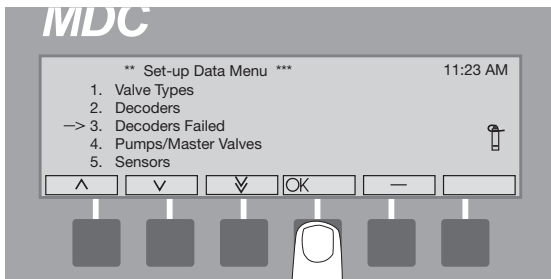 MDC
** Set-up Data Menu *** 11:23 AM
1. Valve Types
2. Decoders
—> 3. Decoders Failed
4. Pumps/Master Valves
5. Sensors
OK —